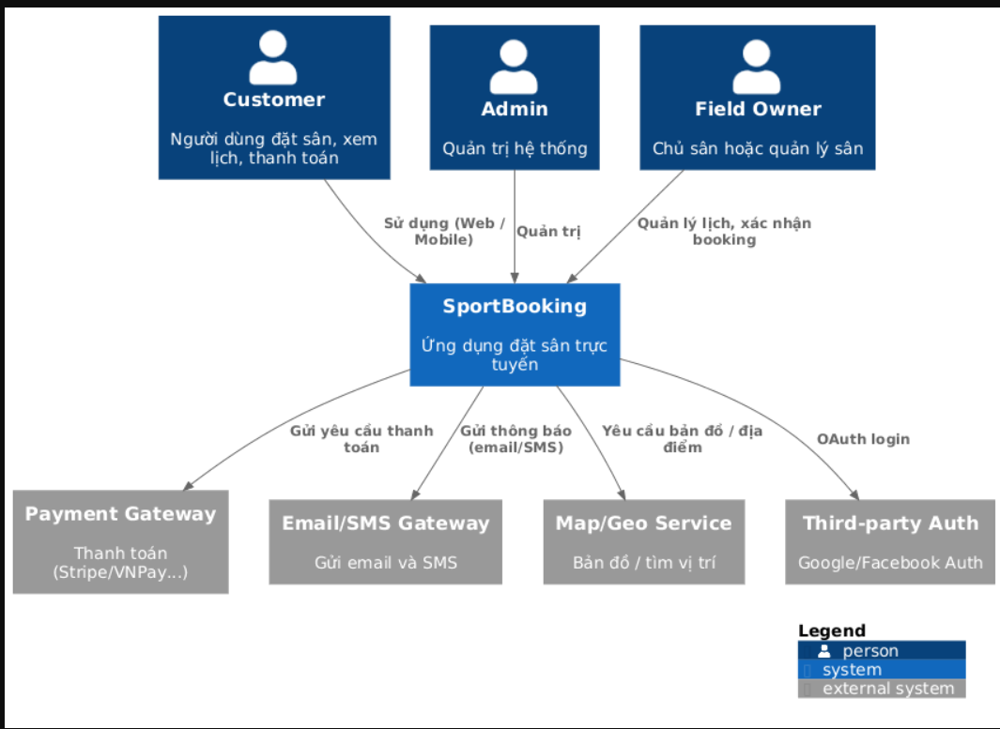 Customer
Người dùng đặt sân, xem
lịch, thanh toán
Admin
Quản trị hệ thống
Field Owner
Chủ sân hoặc quản lý sân
Sử dụng (Web /
Mobile)
Quản trị
Quản lý lịch, xác nhận
booking
SportBooking
Ứng dụng đặt sân trực
tuyến
Gửi yêu cầu thanh
toán
Gửi thông báo
(email/SMS)
Yêu cầu bản đồ / địa
điểm
OAuth login
Payment Gateway
Thanh toán
(Stripe/VNPay...)
Email/SMS Gateway
Gửi email và SMS
Map/Geo Service
Bản đồ / tìm vị trí
Third-party Auth
Google/Facebook Auth
Legend
person
system
external system